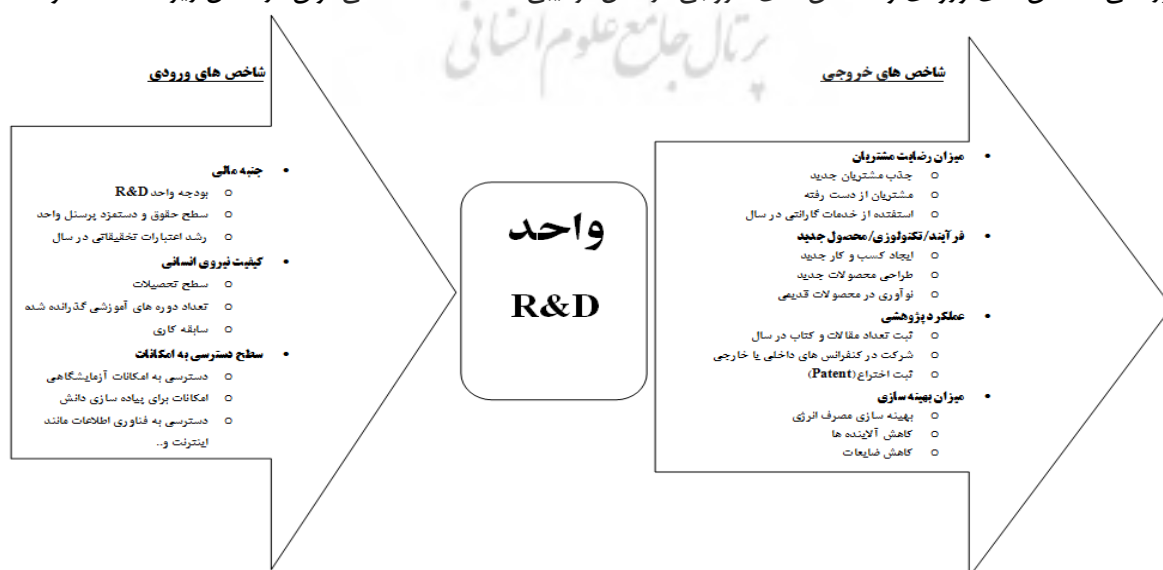 پرتال جامع علوم انسانی
شاخص های ورودی
• جنبه مالی
o بودجه واحد R&D
o سطح حقوق و دستمزد پرسنل واحد
o رشد اعتبارات تخقیقاتی در سال
• کیفیت نیروی انسانی
o سطح تحصیلات
o تعداد دوره های آموزشی گذرانده شده
o سابقه کاری
• سطح دسترسی به امکانات
o دسترسی به امکانات آزمایشگاهی
o امکانات برای پیاده سازی دانش
o دسترسی به فناوری اطلاعات مانند
اینترنت و..
واحد
R&D
شاخص های خروجی
• میزان رضایت مشتریان
o جذب مشتریان جدید
o مشتریان از دست رفته
o استفتده از خدمات گارانتی در سال
• فرآیند/تکنولوزی/محصول جدید
o ایجاد کسب و کار جدید
o طراحی محصولات جدید
o نوآوری در محصولات قدیمی
• عملکرد پژوهشی
o ثبت تعداد مقالات و کتاب در سال
o شرکت در کنفرانس های داخلی یا خارجی
o ثبت اختراع(Patent)
• میزان بهینه سازی
o بهینه سازی مصرف انرژی
o کاهش آلاینده ها
o کاهش ضایعات